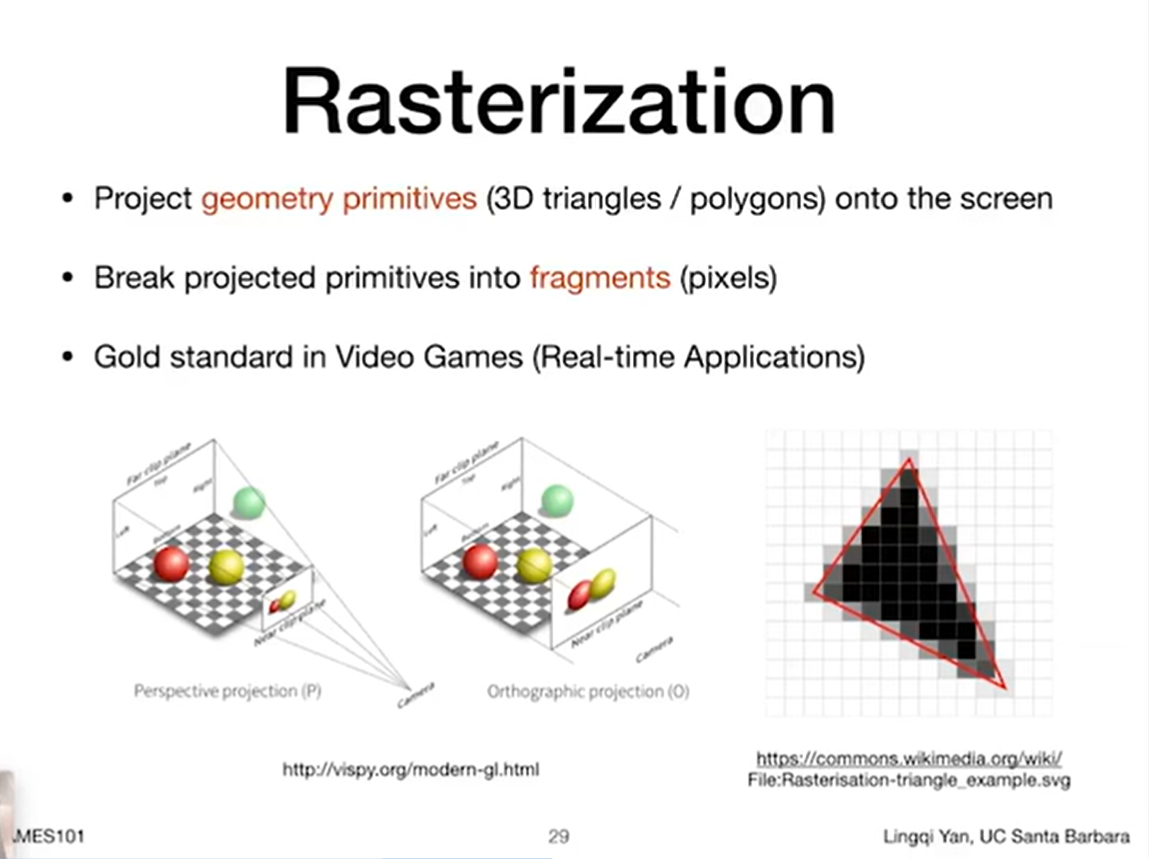 Rasterization
• Project geometry primitives (3D triangles / polygons) onto the screen
• Break projected primitives into fragments (pixels)
• Gold standard in Video Games (Real-time Applications)
Far clip plane
Top
Right
Left
Bottom
Near clip plane
Camera
Perspective projection (P)
Far clip plane
Top
Right
Left
Bottom
Near clip plane
Camera
Orthographic projection (O)
http://vispy.org/modern-gl.html
https://commons.wikimedia.org/wiki/
File:Rasterisation-triangle_example.svg
MES101
29
Lingqi Yan, UC Santa Barbara